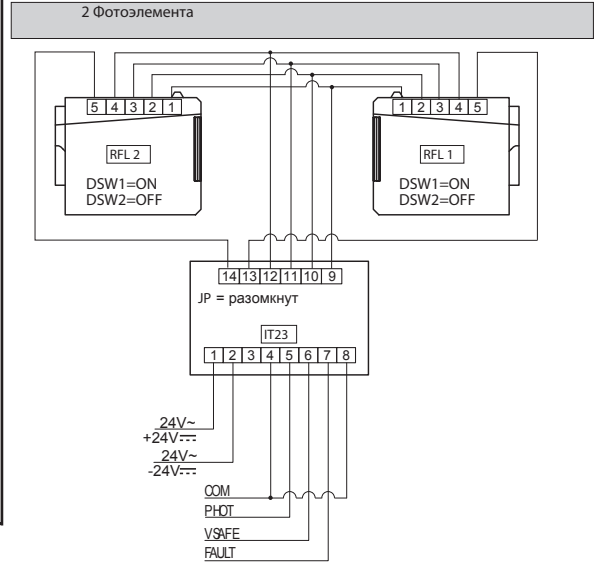 2 Фотоэлемента
5 4 3 2 1
1 2 3 4 5
RFL 2
RFL 1
DSW1=ON
DSW2=OFF
DSW1=ON
DSW2=OFF
14 13 12 11 10 9
JP = разомкнут
IT23
1 2 3 4 5 6 7 8
24V~
+24V⎓
24V~
-24V⎓
COM
PHOT
VSAFE
FAULT